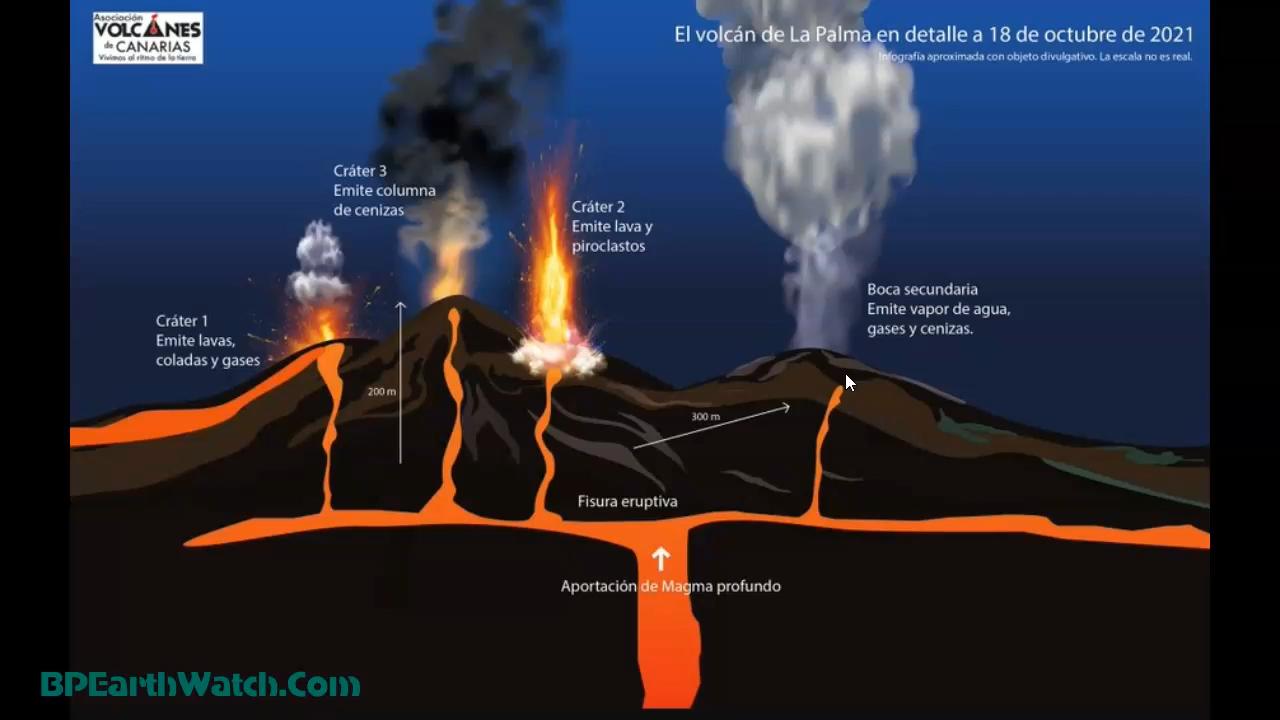 Asociación
VOLCANES
de CANARIAS
Vivimos al ritmo de la tierra
El volcán de La Palma en detalle a 18 de octubre de 2021
Infografía aproximada con objeto divulgativo. La escala no es real.
Cráter 3
Emite columna
de cenizas
Cráter 2
Emite lava y
piroclastos
Boca secundaria
Emite vapor de agua,
gases y cenizas.
Cráter 1
Emite lavas,
coladas y gases
200 m
300 m
Fisura eruptiva
Aportación de Magma profundo
BPEarthWatch.Com